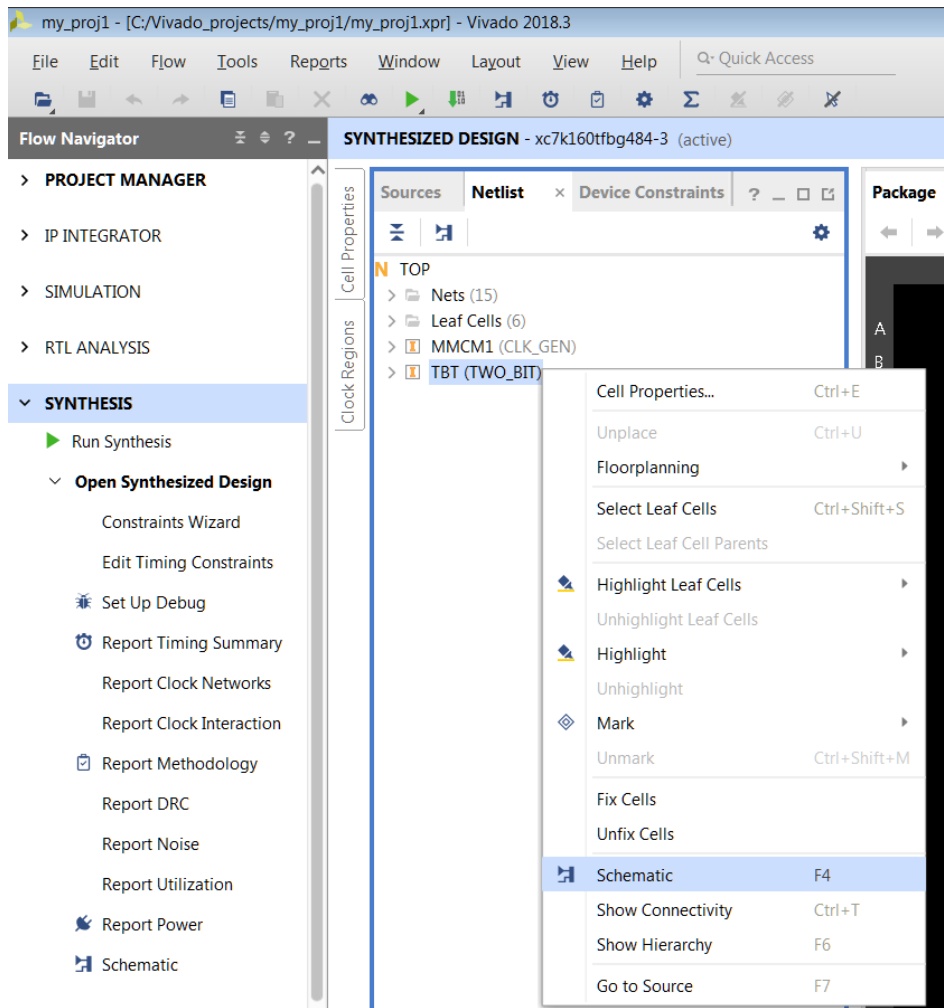 my_proj1 - [C:/Vivado_projects/my_proj1/my_proj1.xpr] - Vivado 2018.3
File Edit Flow Tools Reports Window Layout View Help Quick Access
Flow Navigator
PROJECT MANAGER
IP INTEGRATOR
SIMULATION
RTL ANALYSIS
SYNTHESIS
Run Synthesis
Open Synthesized Design
Constraints Wizard
Edit Timing Constraints
Set Up Debug
Report Timing Summary
Report Clock Networks
Report Clock Interaction
Report Methodology
Report DRC
Report Noise
Report Utilization
Report Power
Schematic
SYNTHESIZED DESIGN - xc7k160tfbg484-3 (active)
Cell Properties
Clock Regions
Sources Netlist × Device Constraints ?
N TOP
Nets (15)
Leaf Cells (6)
MMCM1 (CLK_GEN)
TBT (TWO_BIT)
Cell Properties... Ctrl+E
Unplace Ctrl+U
Floorplanning
Select Leaf Cells Ctrl+Shift+S
Select Leaf Cell Parents
Highlight Leaf Cells
Unhighlight Leaf Cells
Highlight
Unhighlight
Mark
Unmark Ctrl+Shift+M
Fix Cells
Unfix Cells
Schematic F4
Show Connectivity Ctrl+T
Show Hierarchy F6
Go to Source F7
Package
A
B